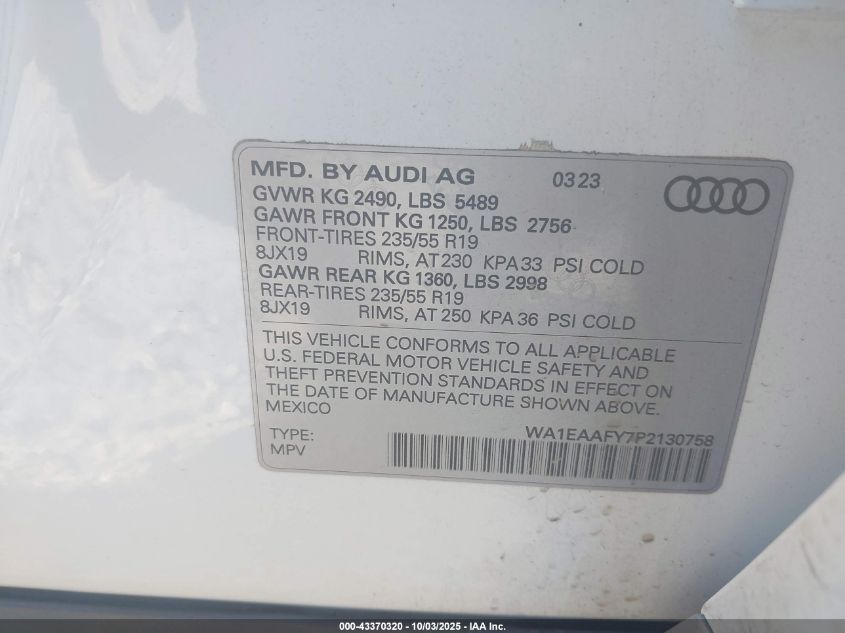 MFD. BY AUDI AG 0323
GVWR KG 2490, LBS 5489
GAWR FRONT KG 1250, LBS 2756
FRONT-TIRES 235/55 R19
8JX19 RIMS, AT 230 KPA 33 PSI COLD
GAWR REAR KG 1360, LBS 2998
REAR-TIRES 235/55 R19
8JX19 RIMS, AT 250 KPA 36 PSI COLD
THIS VEHICLE CONFORMS TO ALL APPLICABLE
U.S. FEDERAL MOTOR VEHICLE SAFETY AND
THEFT PREVENTION STANDARDS IN EFFECT ON
THE DATE OF MANUFACTURE SHOWN ABOVE.
MEXICO
TYPE: WA1EAAFY7P2130758
MPV
000-43370320 - 10/03/2025 - IAA Inc.